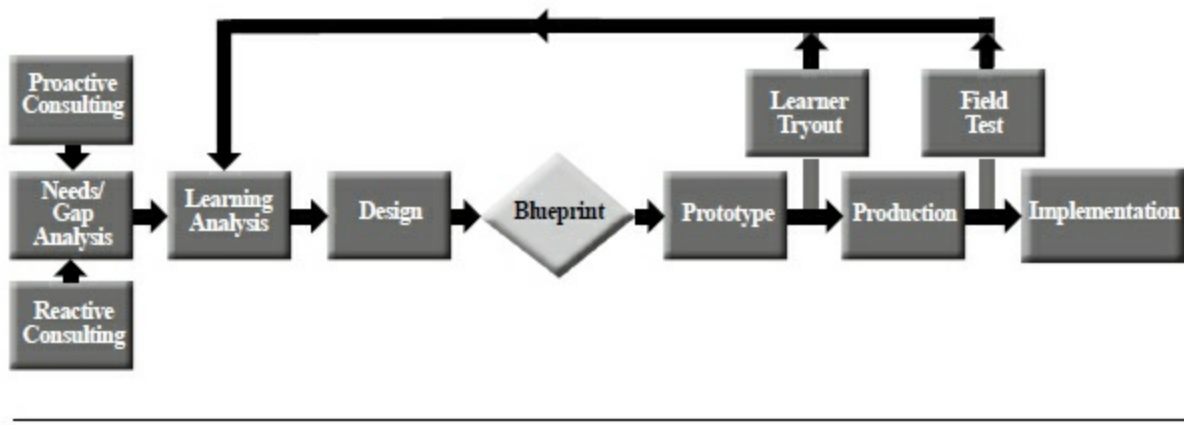 Proactive
Consulting
Learner
Tryout
Field
Test
Needs/
Gap
Analysis
Learning
Analysis
Design
Blueprint
Prototype
Production
Implementation
Reactive
Consulting